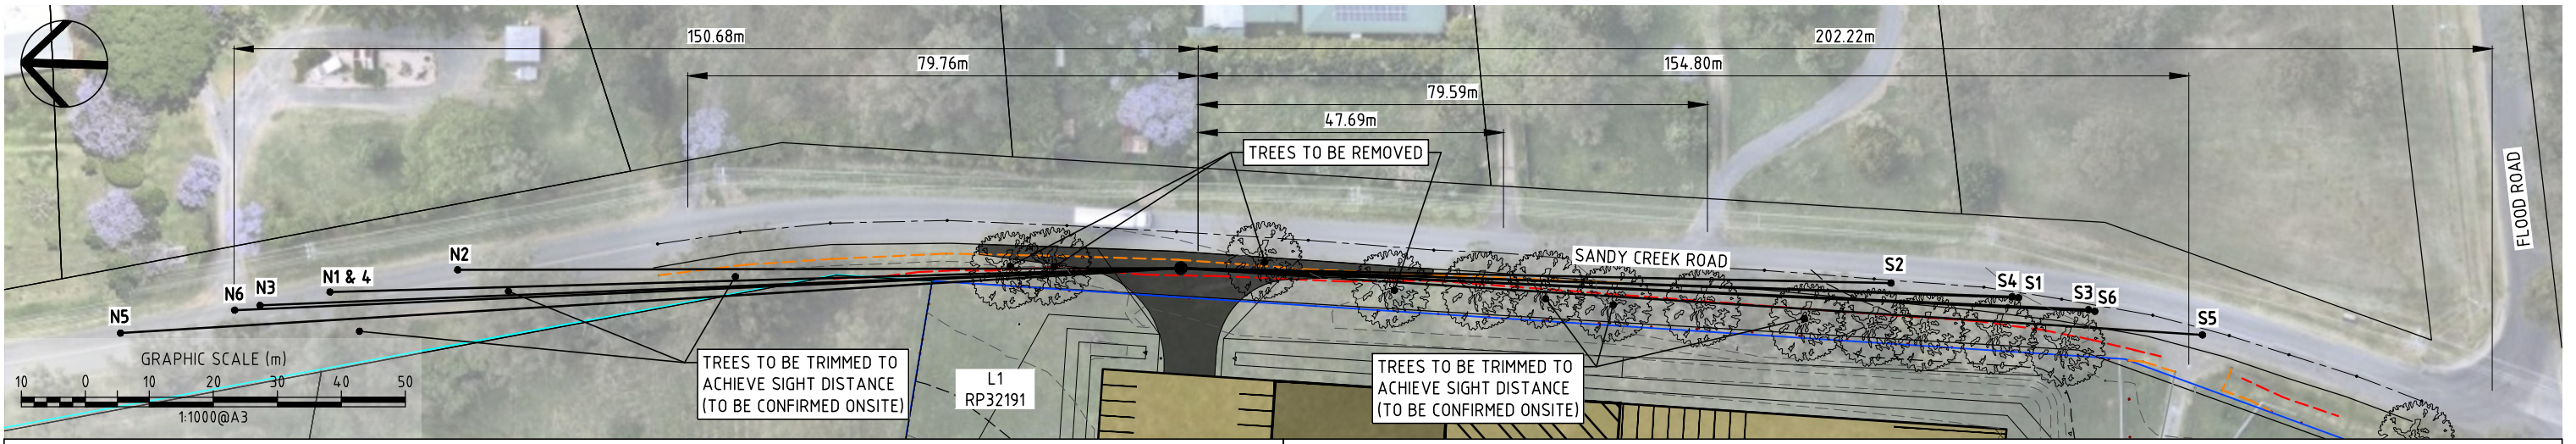 150.68m
202.22m
79.76m
154.80m
79.59m
47.69m
TREES TO BE REMOVED
FLOOD ROAD
SANDY CREEK ROAD
N2
N1 & 4
N3
N6
N5
S2
S4
S1
S3
S6
S5
GRAPHIC SCALE (m)
10 0 10 20 30 40 50
1:1000@A3
TREES TO BE TRIMMED TO
ACHIEVE SIGHT DISTANCE
(TO BE CONFIRMED ONSITE)
L1
RP32191
TREES TO BE TRIMMED TO
ACHIEVE SIGHT DISTANCE
(TO BE CONFIRMED ONSITE)